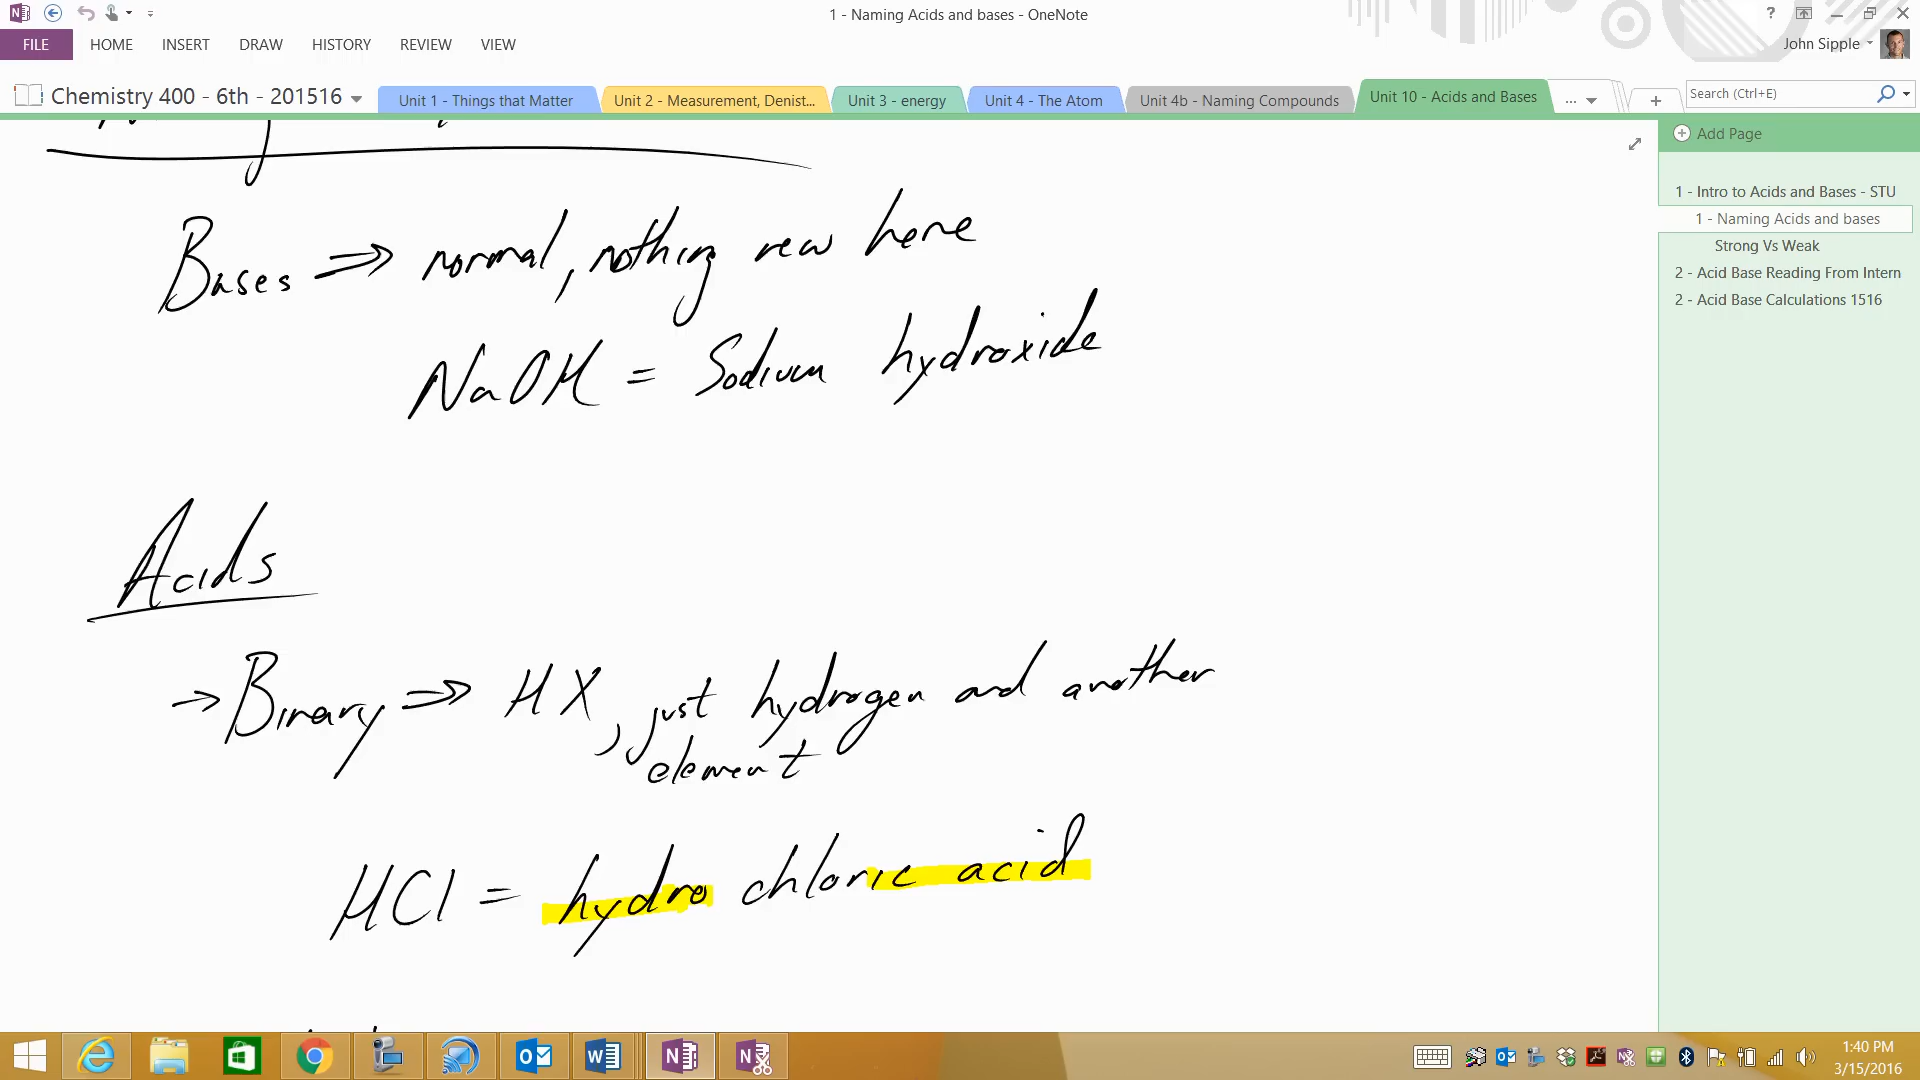 1 - Naming Acids and bases - OneNote
?
FILE HOME INSERT DRAW HISTORY REVIEW VIEW
John Sipple
Chemistry 400 - 6th - 201516
Unit 1 - Things that Matter
Unit 2 - Measurement, Denist...
Unit 3 - energy
Unit 4 - The Atom
Unit 4b - Naming Compounds
Unit 10 - Acids and Bases
...
Search (Ctrl+E)
Add Page
1 - Intro to Acids and Bases - STU
1 - Naming Acids and bases
Strong Vs Weak
2 - Acid Base Reading From Intern
2 - Acid Base Calculations 1516
Bases ⇒ normal, nothing new here
NaOH = Sodium hydroxide
Acids
→ Binary ⇒ HX, just hydrogen and another
element
HCl = hydro chloric acid
1:40 PM
3/15/2016